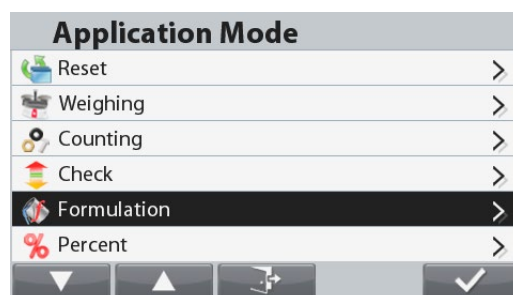 Application Mode
Reset
Weighing
Counting
Check
Formulation
Percent